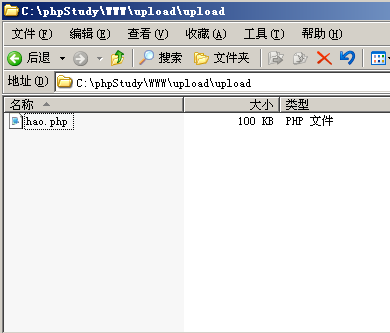 C:\phpStudy\WWW\upload\upload
文件(F) 编辑(E) 查看(V) 收藏(A) 工具(T) 帮助(H)
后退 搜索 文件夹
地址(D) C:\phpStudy\WWW\upload\upload
名称 大小 类型
hao.php 100 KB PHP 文件